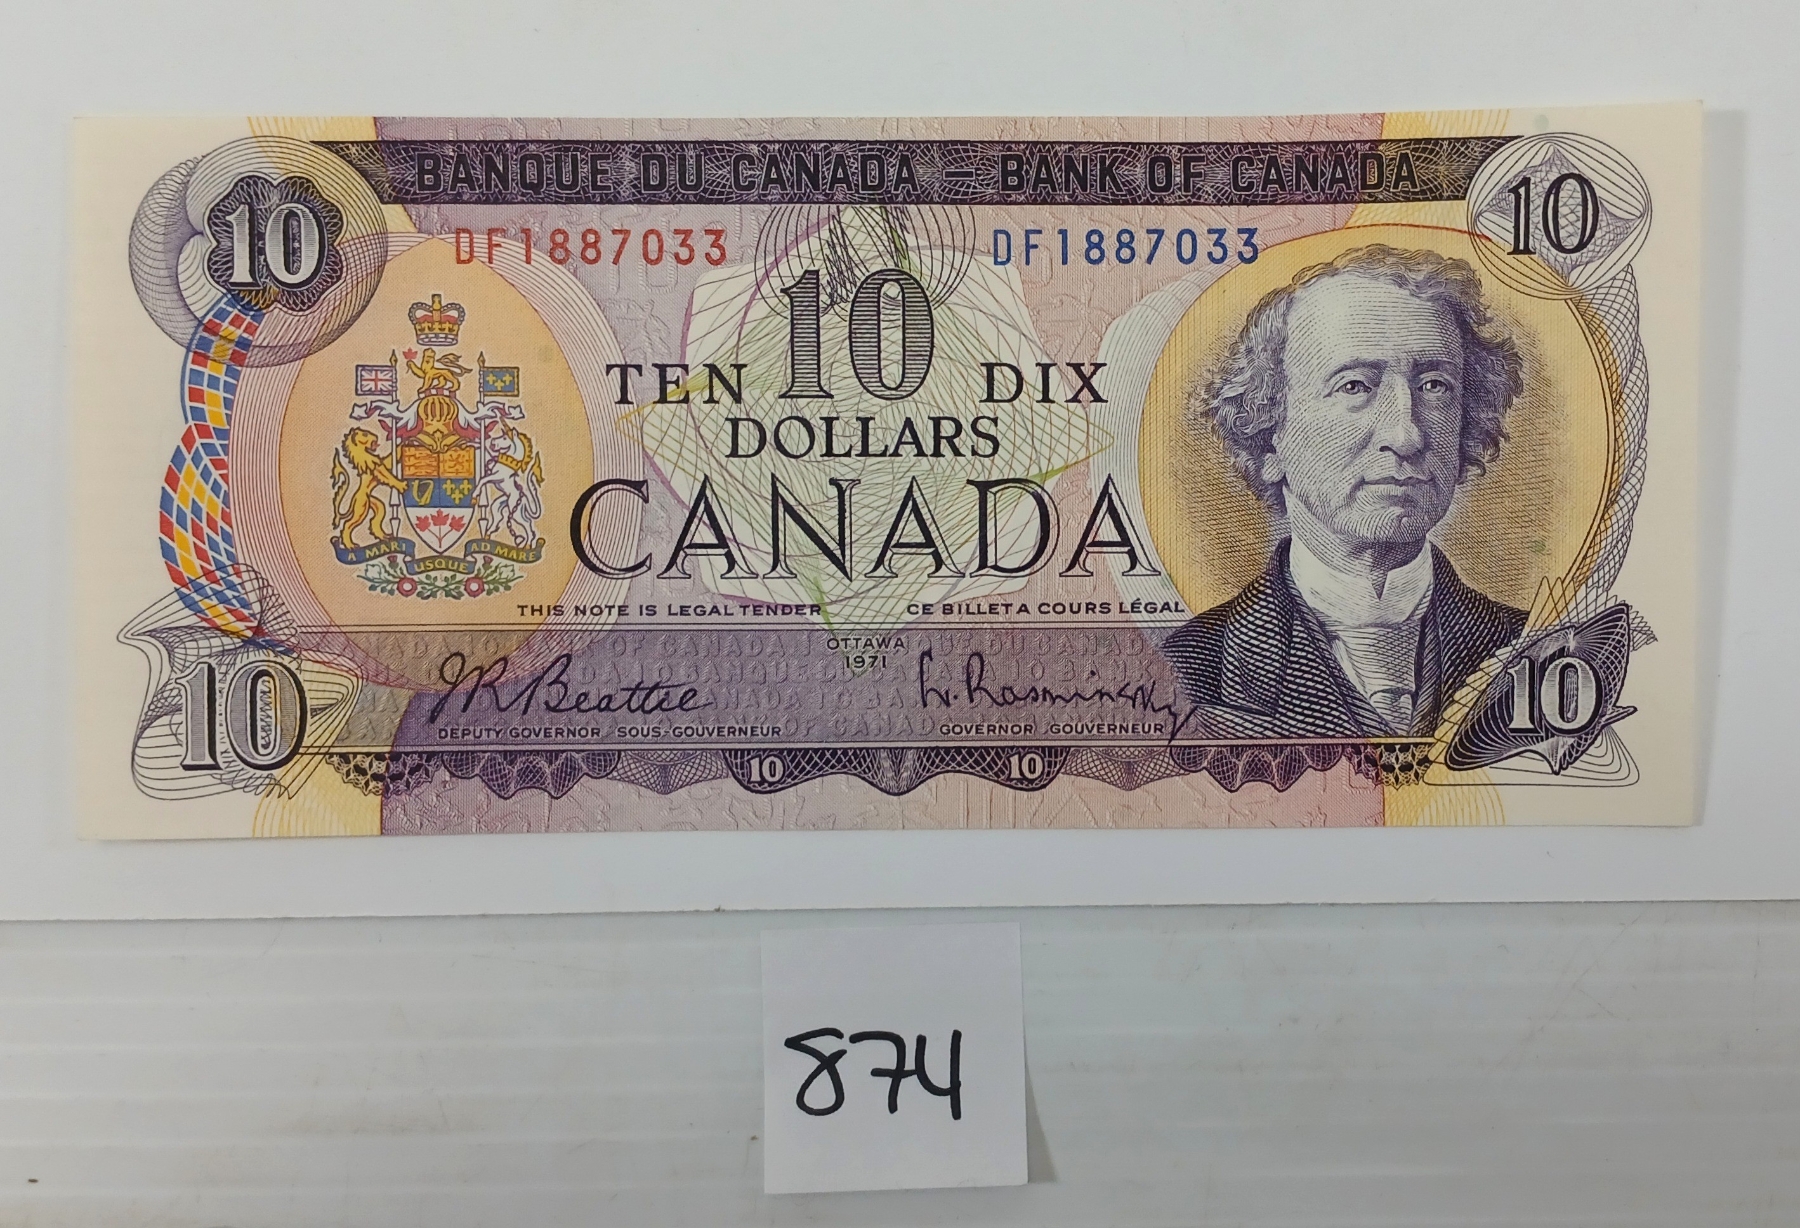 BANQUE DU CANADA – BANK OF CANADA
10
10
DF1887033
DF1887033
10
TEN
DIX
DOLLARS
CANADA
A MARI
USQUE
AD MARE
THIS NOTE IS LEGAL TENDER
CE BILLET A COURS LÉGAL
OTTAWA
1971
J R Beattie
L. Rasminsky
DEPUTY GOVERNOR SOUS-GOUVERNEUR
GOVERNOR GOUVERNEUR
10
10
10
10
874